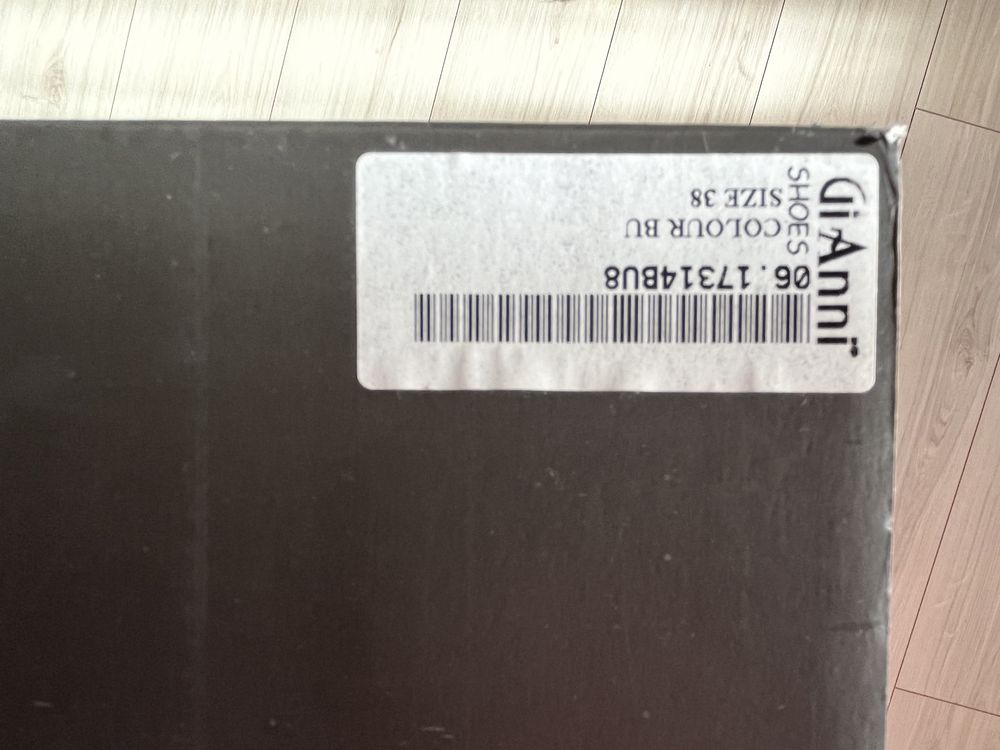 GiAnni
SHOES
SIZE 38
COLOUR BU
06.17314BU8